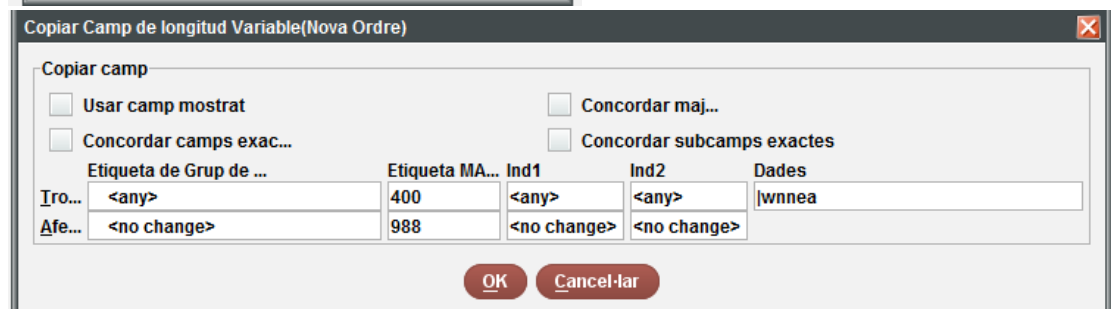 Copiar Camp de longitud Variable(Nova Ordre)
Copiar camp
Usar camp mostrat Concordar maj...
Concordar camps exac... Concordar subcamps exactes
Etiqueta de Grup de ... Etiqueta MA... Ind1 Ind2 Dades
Tro... <any> 400 <any> <any> |wnnea
Afe... <no change> 988 <no change> <no change>
OK Cancel·lar